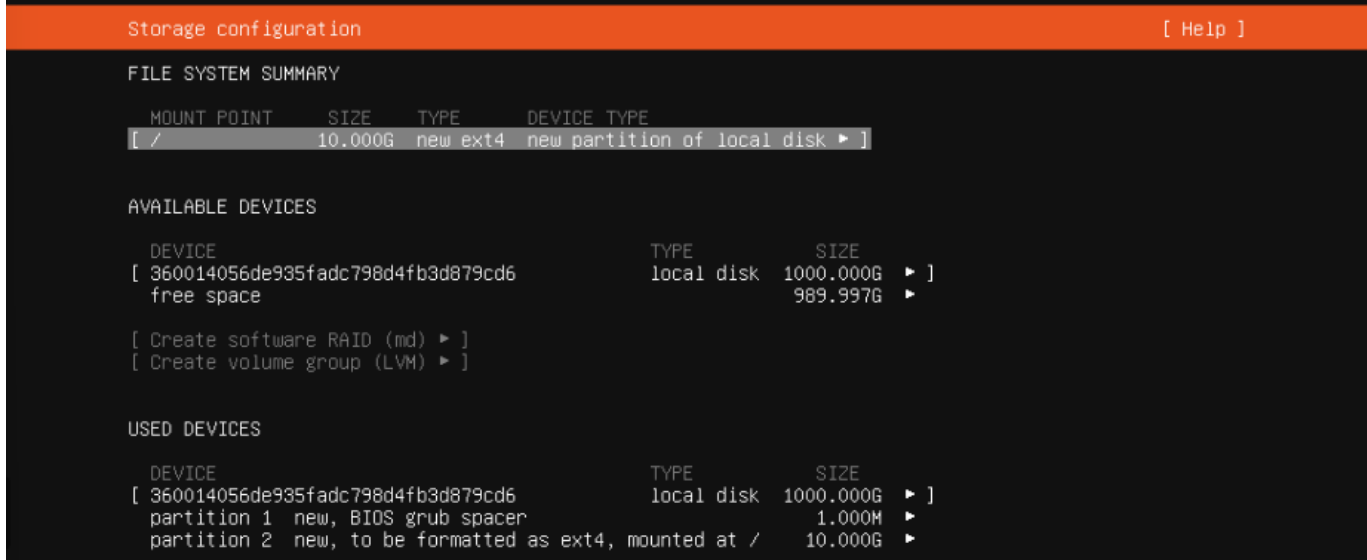 Storage configuration [ Help ]
FILE SYSTEM SUMMARY
MOUNT POINT SIZE TYPE DEVICE TYPE
[ / 10.000G new ext4 new partition of local disk ▸ ]
AVAILABLE DEVICES
DEVICE TYPE SIZE
[ 360014056de935fadc798d4fb3d879cd6 local disk 1000.000G ▸ ]
free space 989.997G ▸
[ Create software RAID (md) ▸ ]
[ Create volume group (LVM) ▸ ]
USED DEVICES
DEVICE TYPE SIZE
[ 360014056de935fadc798d4fb3d879cd6 local disk 1000.000G ▸ ]
partition 1 new, BIOS grub spacer 1.000M ▸
partition 2 new, to be formatted as ext4, mounted at / 10.000G ▸